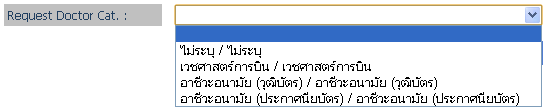 Request Doctor Cat. :
ไม่ระบุ / ไม่ระบุ
เวชศาสตร์การบิน / เวชศาสตร์การบิน
อาชีวะอนามัย (วุฒิบัตร) / อาชีวะอนามัย (วุฒิบัตร)
อาชีวะอนามัย (ประกาศนียบัตร) / อาชีวะอนามัย (ประกาศนียบัตร)